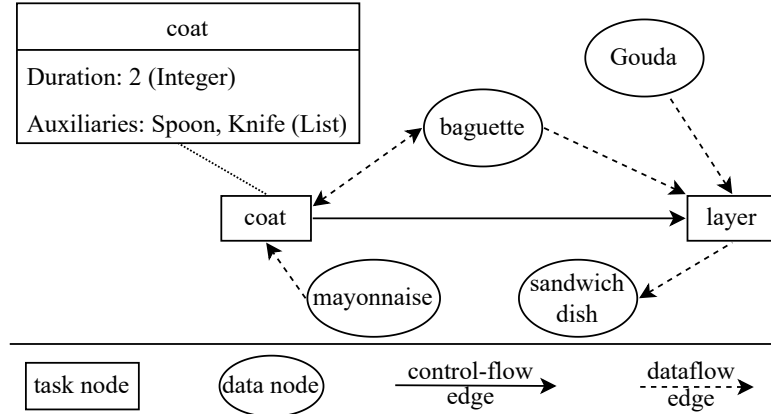 coat
Duration: 2 (Integer)
Auxiliaries: Spoon, Knife (List)
Gouda
baguette
coat
layer
mayonnaise
sandwich
dish
task node
data node
control-flow
edge
dataflow
edge